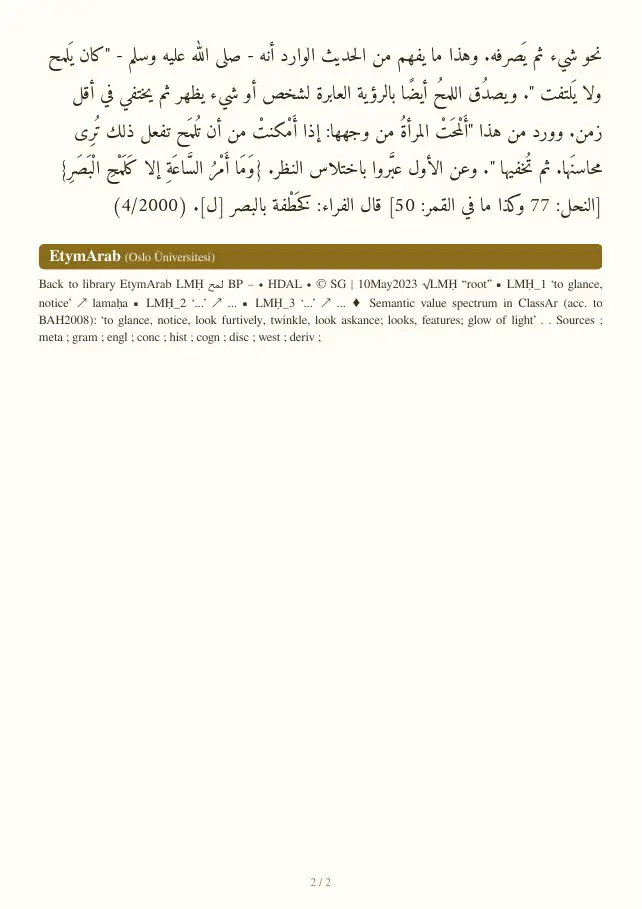 نحو شيء ثم يَصرفه. وهذا ما يفهم من الحديث الوارد أنه - صلى الله عليه وسلم - "كان يَلمح
ولا يَلتفت ". ويصدُق اللمحُ أيضًا بالرؤية العابرة لشخص أو شيء يظهر ثم يختفي في أقل
زمن. وورد من هذا "أَلْمَحَتْ المرأةُ من وجهها: إذا أَمْكنتْ من أن تُلمَح تفعل ذلك تُرِى
محاسنَها. ثم تُخفيها ". وعن الأول عبَّروا باختلاس النظر. {وَمَا أَمْرُ السَّاعَةِ إلا كَلَمْحِ الْبَصَرِ}
[النحل: 77 وكذا ما في القمر: 50] قال الفراء: كَخَطْفة بالبصر [ل]. (4/2000)
EtymArab (Oslo Üniversitesi)
Back to library EtymArab LMḤ لمح BP – • HDAL • © SG | 10May2023 √LMḤ “root” ▪ LMḤ_1 ‘to glance,
notice’ ↗ lamaḥa ▪ LMḤ_2 ‘...’ ↗ ... ▪ LMḤ_3 ‘...’ ↗ ... ♦ Semantic value spectrum in ClassAr (acc. to
BAH2008): ‘to glance, notice, look furtively, twinkle, look askance; looks, features; glow of light’ . . Sources ;
meta ; gram ; engl ; conc ; hist ; cogn ; disc ; west ; deriv ;
2 / 2